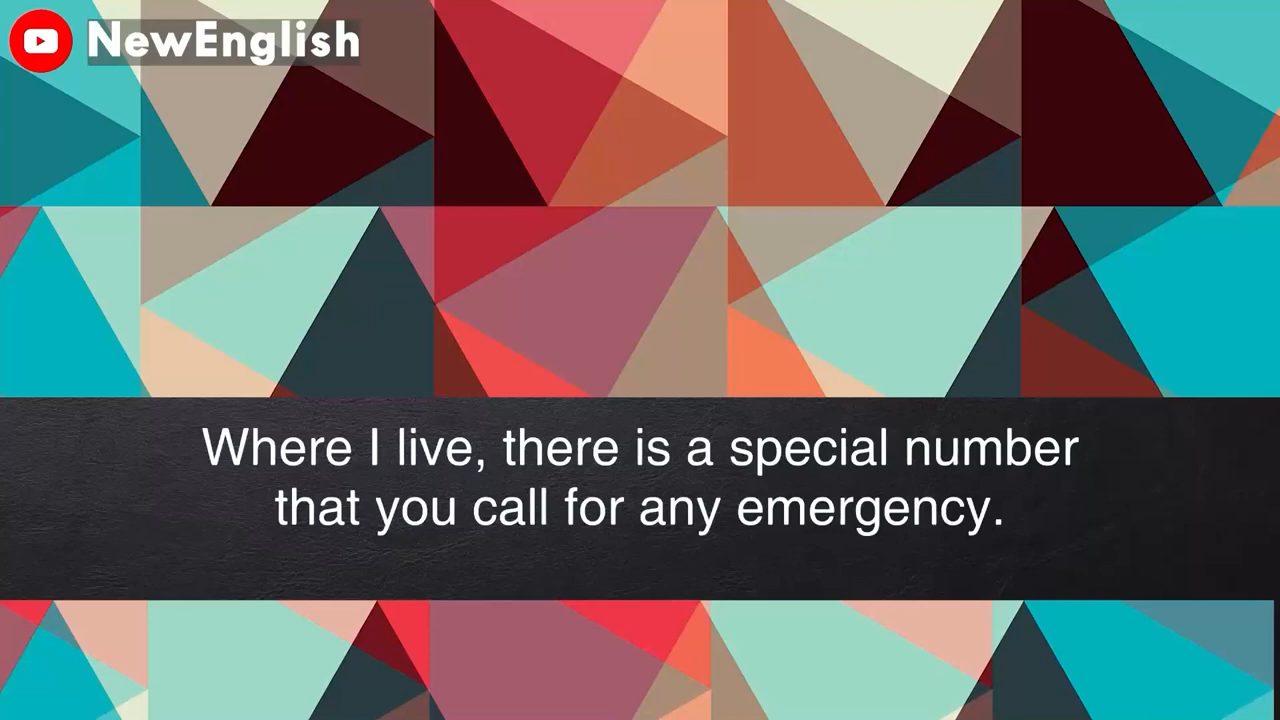 NewEnglish
Where I live, there is a special number
that you call for any emergency.